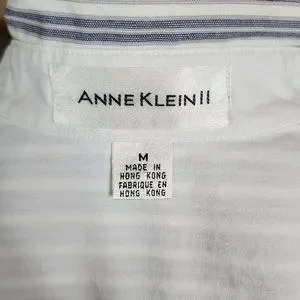 ANNE KLEIN II
M
MADE IN
HONG KONG
FABRIQUE EN
HONG KONG